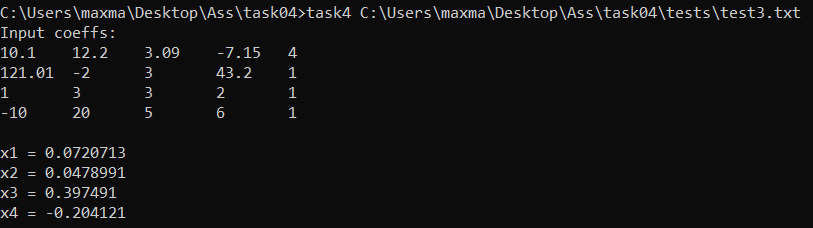 C:\Users\maxma\Desktop\Ass\task04>task4 C:\Users\maxma\Desktop\Ass\task04\tests\test3.txt
Input coeffs:
10.1 12.2 3.09 -7.15 4
121.01 -2 3 43.2 1
1 3 3 2 1
-10 20 5 6 1
x1 = 0.0720713
x2 = 0.0478991
x3 = 0.397491
x4 = -0.204121